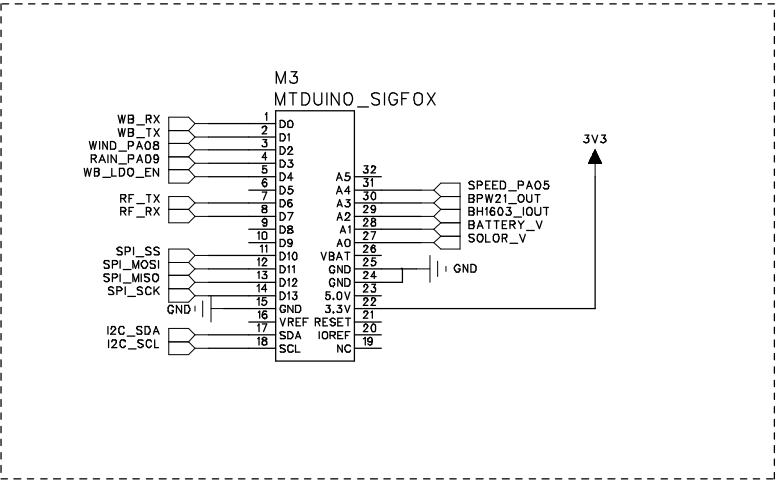 M3
MTDUINO_SIGFOX
WB_RX 1 D0
WB_TX 2 D1
WIND_PA08 3 D2
RAIN_PA09 4 D3
WB_LDO_EN 5 D4
6 D5
RF_TX 7 D6
RF_RX 8 D7
9 D8
10 D9
SPI_SS 11 D10
SPI_MOSI 12 D11
SPI_MISO 13 D12
SPI_SCK 14 D13
GND 15 GND
16 VREF
I2C_SDA 17 SDA
I2C_SCL 18 SCL
A5 32
A4 31 SPEED_PA05
A3 30 BPW21_OUT
A2 29 BH1603_IOUT
A1 28 BATTERY_V
A0 27 SOLOR_V
VBAT 26
GND 25 GND
GND 24
5.0V 23
3.3V 22
RESET 21
IOREF 20
NC 19
3V3